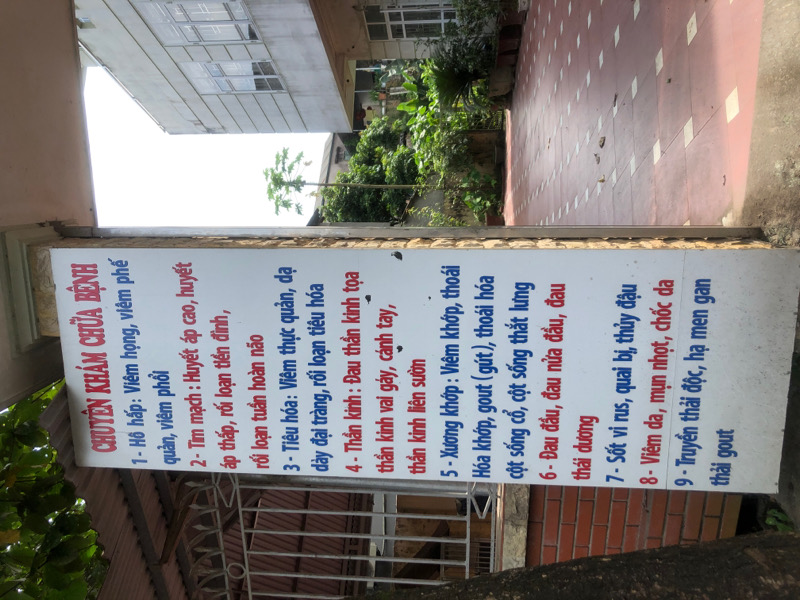 CHUYÊN KHÁM CHỮA BỆNH
1- Hô hấp: Viêm họng, viêm phế
quản, viêm phổi
2- Tim mạch: Huyết áp cao, huyết
áp thấp, rối loạn tiền đình,
rối loạn tuần hoàn não
3- Tiêu hóa: Viêm thực quản, dạ
dày đại tràng, rối loạn tiêu hóa
4- Thần kinh: Đau thần kinh tọa
thần kinh vai gáy, cánh tay,
thần kinh liên sườn
5- Xương khớp: Viêm khớp, thoái
Hóa khớp, gout (gút), thoái hóa
cột sống cổ, cột sống thắt lưng
6- Đau đầu, đau nửa đầu, đau
thái dương
7- Sốt vi rus, quai bị, thủy đậu
8- Viêm da, mụn nhọt, chốc da
9- Truyền thải độc, hạ men gan
thải gout